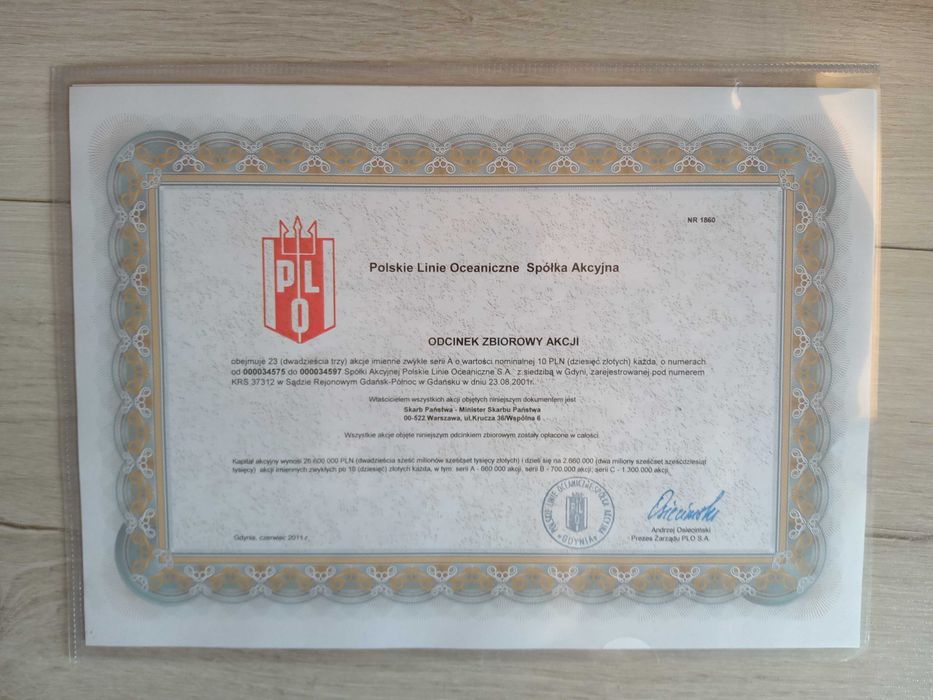 NR 1860
PLO
Polskie Linie Oceaniczne Spółka Akcyjna
ODCINEK ZBIOROWY AKCJI
obejmuje 23 (dwadzieścia trzy) akcje imienne zwykłe serii A o wartości nominalnej 10 PLN (dziesięć złotych) każda, o numerach
od 000034575 do 000034597 Spółki Akcyjnej Polskie Linie Oceaniczne S.A. z siedzibą w Gdyni, zarejestrowanej pod numerem
KRS 37312 w Sądzie Rejonowym Gdańsk-Północ w Gdańsku w dniu 23.08.2001r.
Właścicielem wszystkich akcji objętych niniejszym dokumentem jest
Skarb Państwa - Minister Skarbu Państwa
00-522 Warszawa, ul.Krucza 36/Wspólna 6
Wszystkie akcje objęte niniejszym odcinkiem zbiorowym zostały opłacone w całości.
Kapitał akcyjny wynosi 26 600 000 PLN (dwadzieścia sześć milionów sześćset tysięcy złotych) i dzieli się na 2.660 000 (dwa miliony sześćset sześćdziesiąt
tysięcy) akcji imiennych zwykłych po 10 (dziesięć) złotych każda, w tym: serii A - 660 000 akcji, serii B - 700.000 akcji, serii C - 1.300 000 akcji.
POLSKIE LINIE OCEANICZNE SPÓŁKA AKCYJNA
PLO
GDYNIA
Osiecimski
Gdynia, czerwiec 2011 r.
Andrzej Osiecimski
Prezes Zarządu PLO S.A.